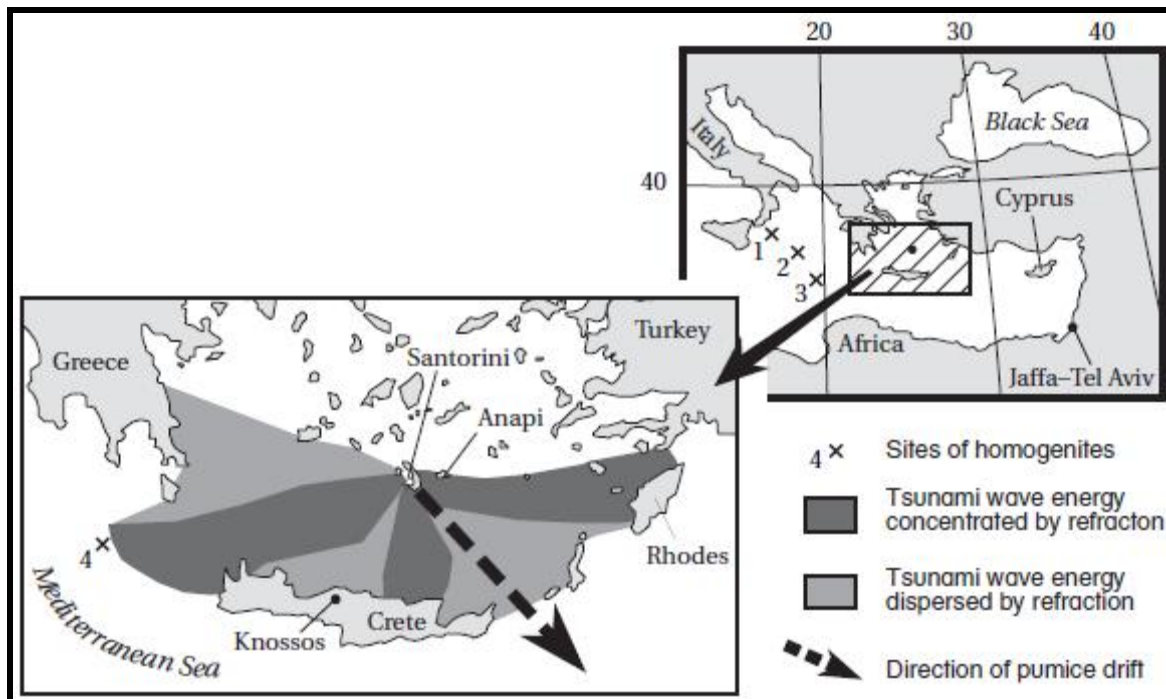 20
30
40
Black Sea
Italy
40
Cyprus
1
2
3
Africa
Jaffa–Tel Aviv
Greece
Turkey
Santorini
Anapi
Rhodes
4
Mediterranean Sea
Knossos
Crete
4 Sites of homogenites
Tsunami wave energy
concentrated by refracton
Tsunami wave energy
dispersed by refraction
Direction of pumice drift